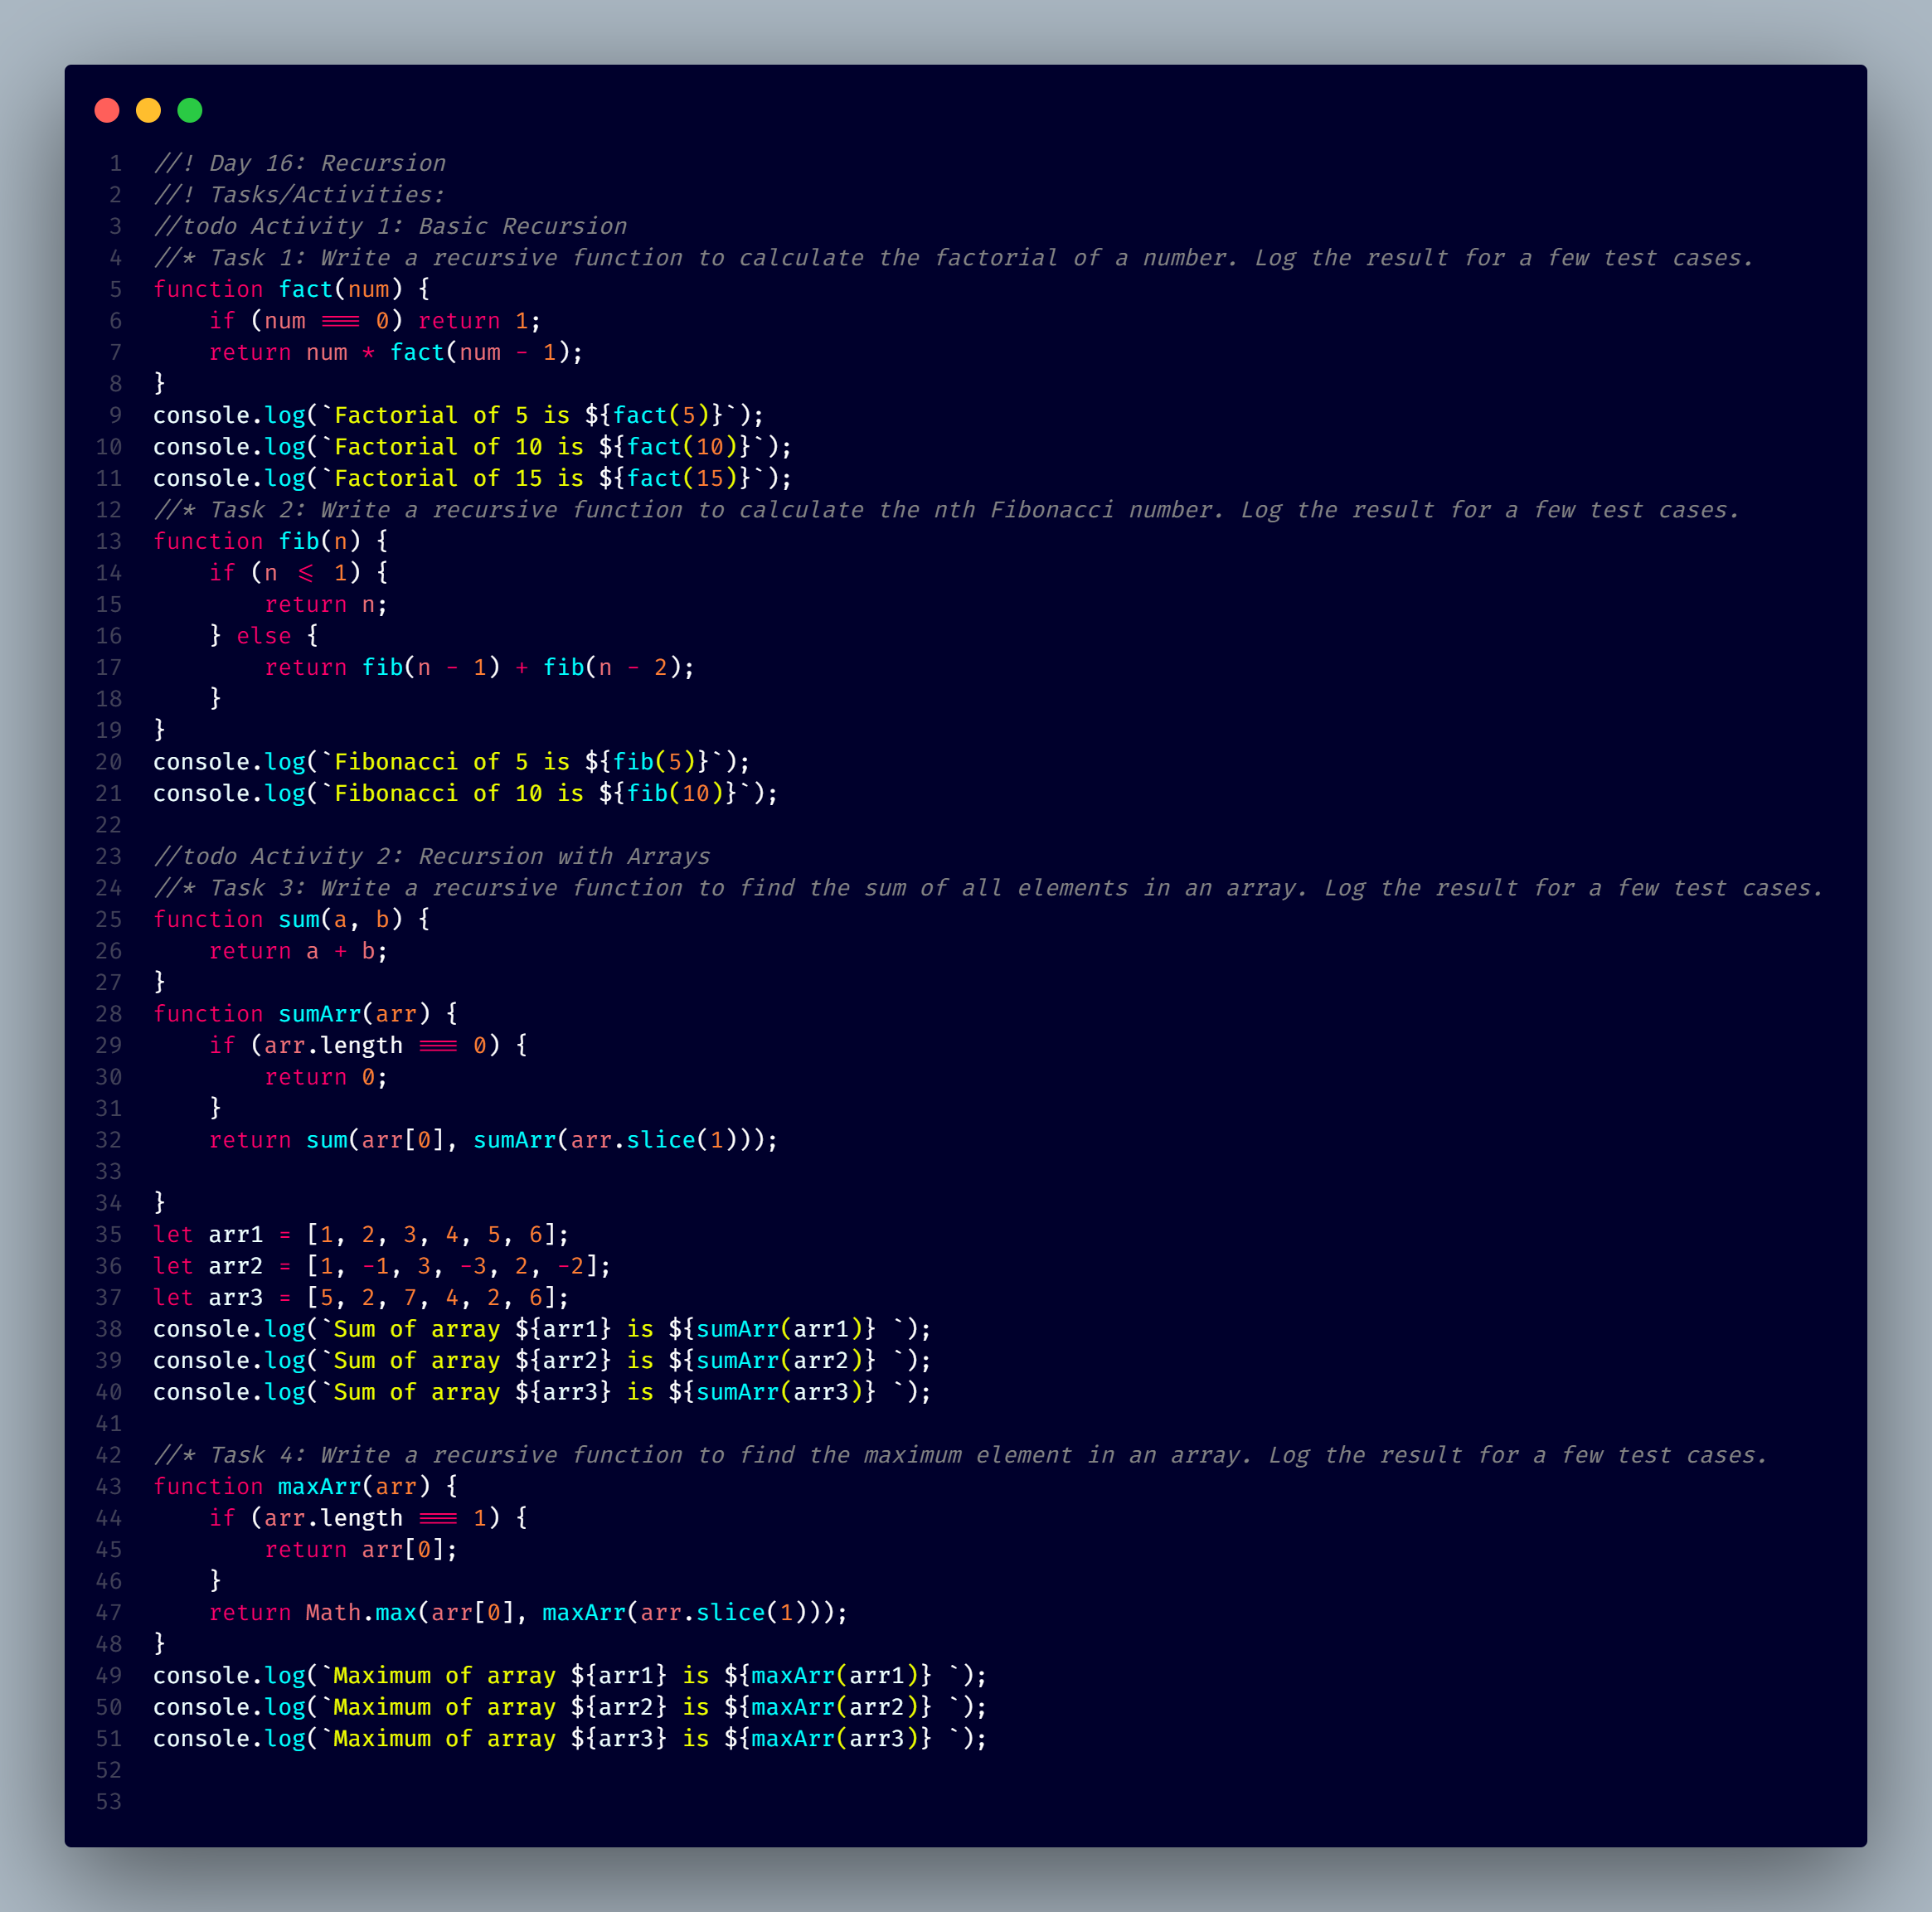 1 //! Day 16: Recursion
2 //! Tasks/Activities:
3 //todo Activity 1: Basic Recursion
4 //* Task 1: Write a recursive function to calculate the factorial of a number. Log the result for a few test cases.
5 function fact(num) {
6     if (num === 0) return 1;
7     return num * fact(num - 1);
8 }
9 console.log(`Factorial of 5 is ${fact(5)}`);
10 console.log(`Factorial of 10 is ${fact(10)}`);
11 console.log(`Factorial of 15 is ${fact(15)}`);
12 //* Task 2: Write a recursive function to calculate the nth Fibonacci number. Log the result for a few test cases.
13 function fib(n) {
14     if (n <= 1) {
15         return n;
16     } else {
17         return fib(n - 1) + fib(n - 2);
18     }
19 }
20 console.log(`Fibonacci of 5 is ${fib(5)}`);
21 console.log(`Fibonacci of 10 is ${fib(10)}`);
22
23 //todo Activity 2: Recursion with Arrays
24 //* Task 3: Write a recursive function to find the sum of all elements in an array. Log the result for a few test cases.
25 function sum(a, b) {
26     return a + b;
27 }
28 function sumArr(arr) {
29     if (arr.length === 0) {
30         return 0;
31     }
32     return sum(arr[0], sumArr(arr.slice(1)));
33
34 }
35 let arr1 = [1, 2, 3, 4, 5, 6];
36 let arr2 = [1, -1, 3, -3, 2, -2];
37 let arr3 = [5, 2, 7, 4, 2, 6];
38 console.log(`Sum of array ${arr1} is ${sumArr(arr1)} `);
39 console.log(`Sum of array ${arr2} is ${sumArr(arr2)} `);
40 console.log(`Sum of array ${arr3} is ${sumArr(arr3)} `);
41
42 //* Task 4: Write a recursive function to find the maximum element in an array. Log the result for a few test cases.
43 function maxArr(arr) {
44     if (arr.length === 1) {
45         return arr[0];
46     }
47     return Math.max(arr[0], maxArr(arr.slice(1)));
48 }
49 console.log(`Maximum of array ${arr1} is ${maxArr(arr1)} `);
50 console.log(`Maximum of array ${arr2} is ${maxArr(arr2)} `);
51 console.log(`Maximum of array ${arr3} is ${maxArr(arr3)} `);
52
53